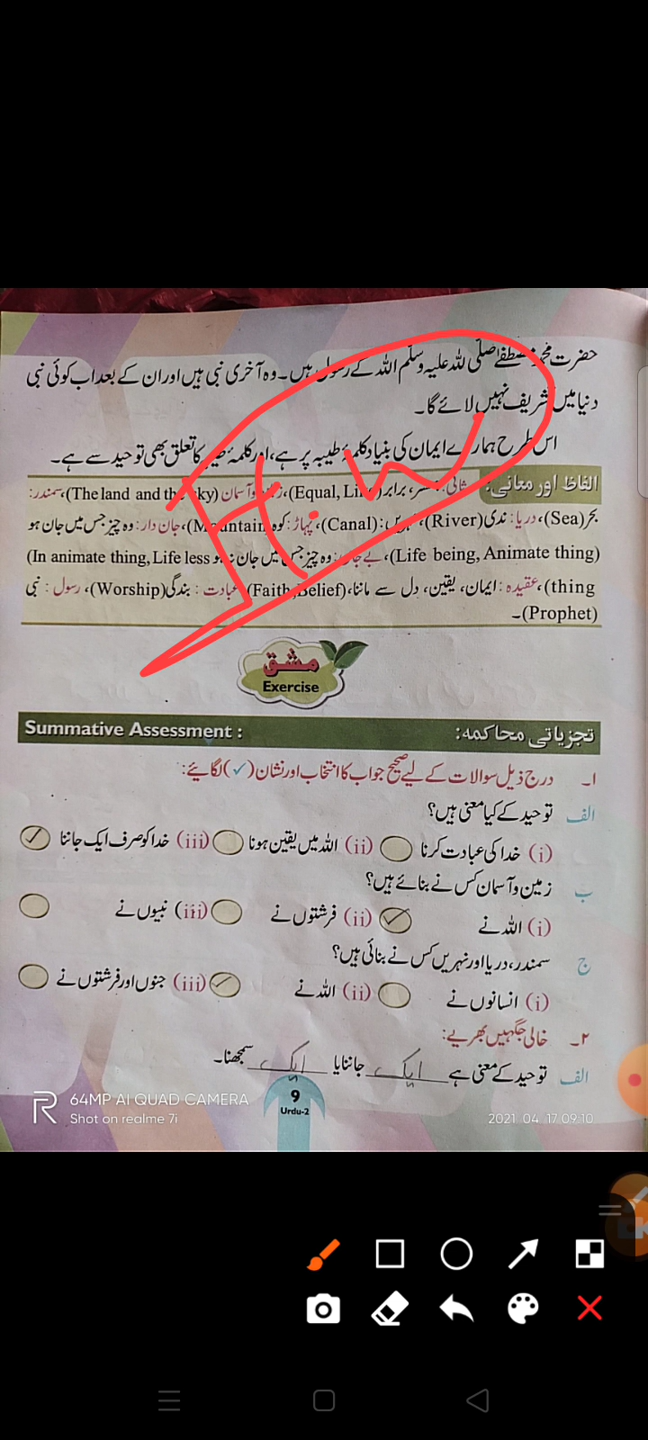 حضرت محمد مصطفےٰ صلی اللہ علیہ وسلم اللہ کے رسول ہیں۔ وہ آخری نبی ہیں اور ان کے بعد اب کوئی نبی
دنیا میں تشریف نہیں لائے گا۔
اس طرح ہمارے ایمان کی بنیاد کلمۂ طیبہ پر ہے، اور کلمۂ طیبہ کا تعلق بھی توحید سے ہے۔
H.W
الفاظ اور معانی: مثالی: ہمسر، برابر (Equal, Like)، زمین و آسمان (The land and the sky)، سمندر:
بحر (Sea)، دریا: ندی (River)، نہریں: (Canal)، پہاڑ: کوہ (Mountain)، جان دار: وہ چیز جس میں جان ہو
(Life being, Animate thing)، بے جان: وہ چیز جس میں جان نہ ہو (In animate thing, Life less
thing)، عقیدہ: ایمان، یقین، دل سے ماننا، (Faith, Belief)، عبادت: بندگی (Worship)، رسول: نبی
(Prophet)۔
مشق
Exercise
Summative Assessment : تجزیاتی محاکمہ:
۱۔ درج ذیل سوالات کے لیے صحیح جواب کا انتخاب اور نشان (✓) لگائیے:
الف توحید کے کیا معنی ہیں؟
(i) خدا کی عبادت کرنا (ii) اللہ میں یقین ہونا (iii) خدا کو صرف ایک جاننا ✓
ب زمین و آسمان کس نے بنائے ہیں؟
(i) اللہ نے ✓ (ii) فرشتوں نے (iii) نبیوں نے
ج سمندر، دریا اور نہریں کس نے بنائی ہیں؟
(i) انسانوں نے (ii) اللہ نے ✓ (iii) جنوں اور فرشتوں نے
۲۔ خالی جگہیں بھریے:
الف توحید کے معنی ہے ایک جاننا یا ایک سمجھنا۔
9
Urdu-2
R 64MP AI QUAD CAMERA
Shot on realme 7i
2021.04.17 09:10